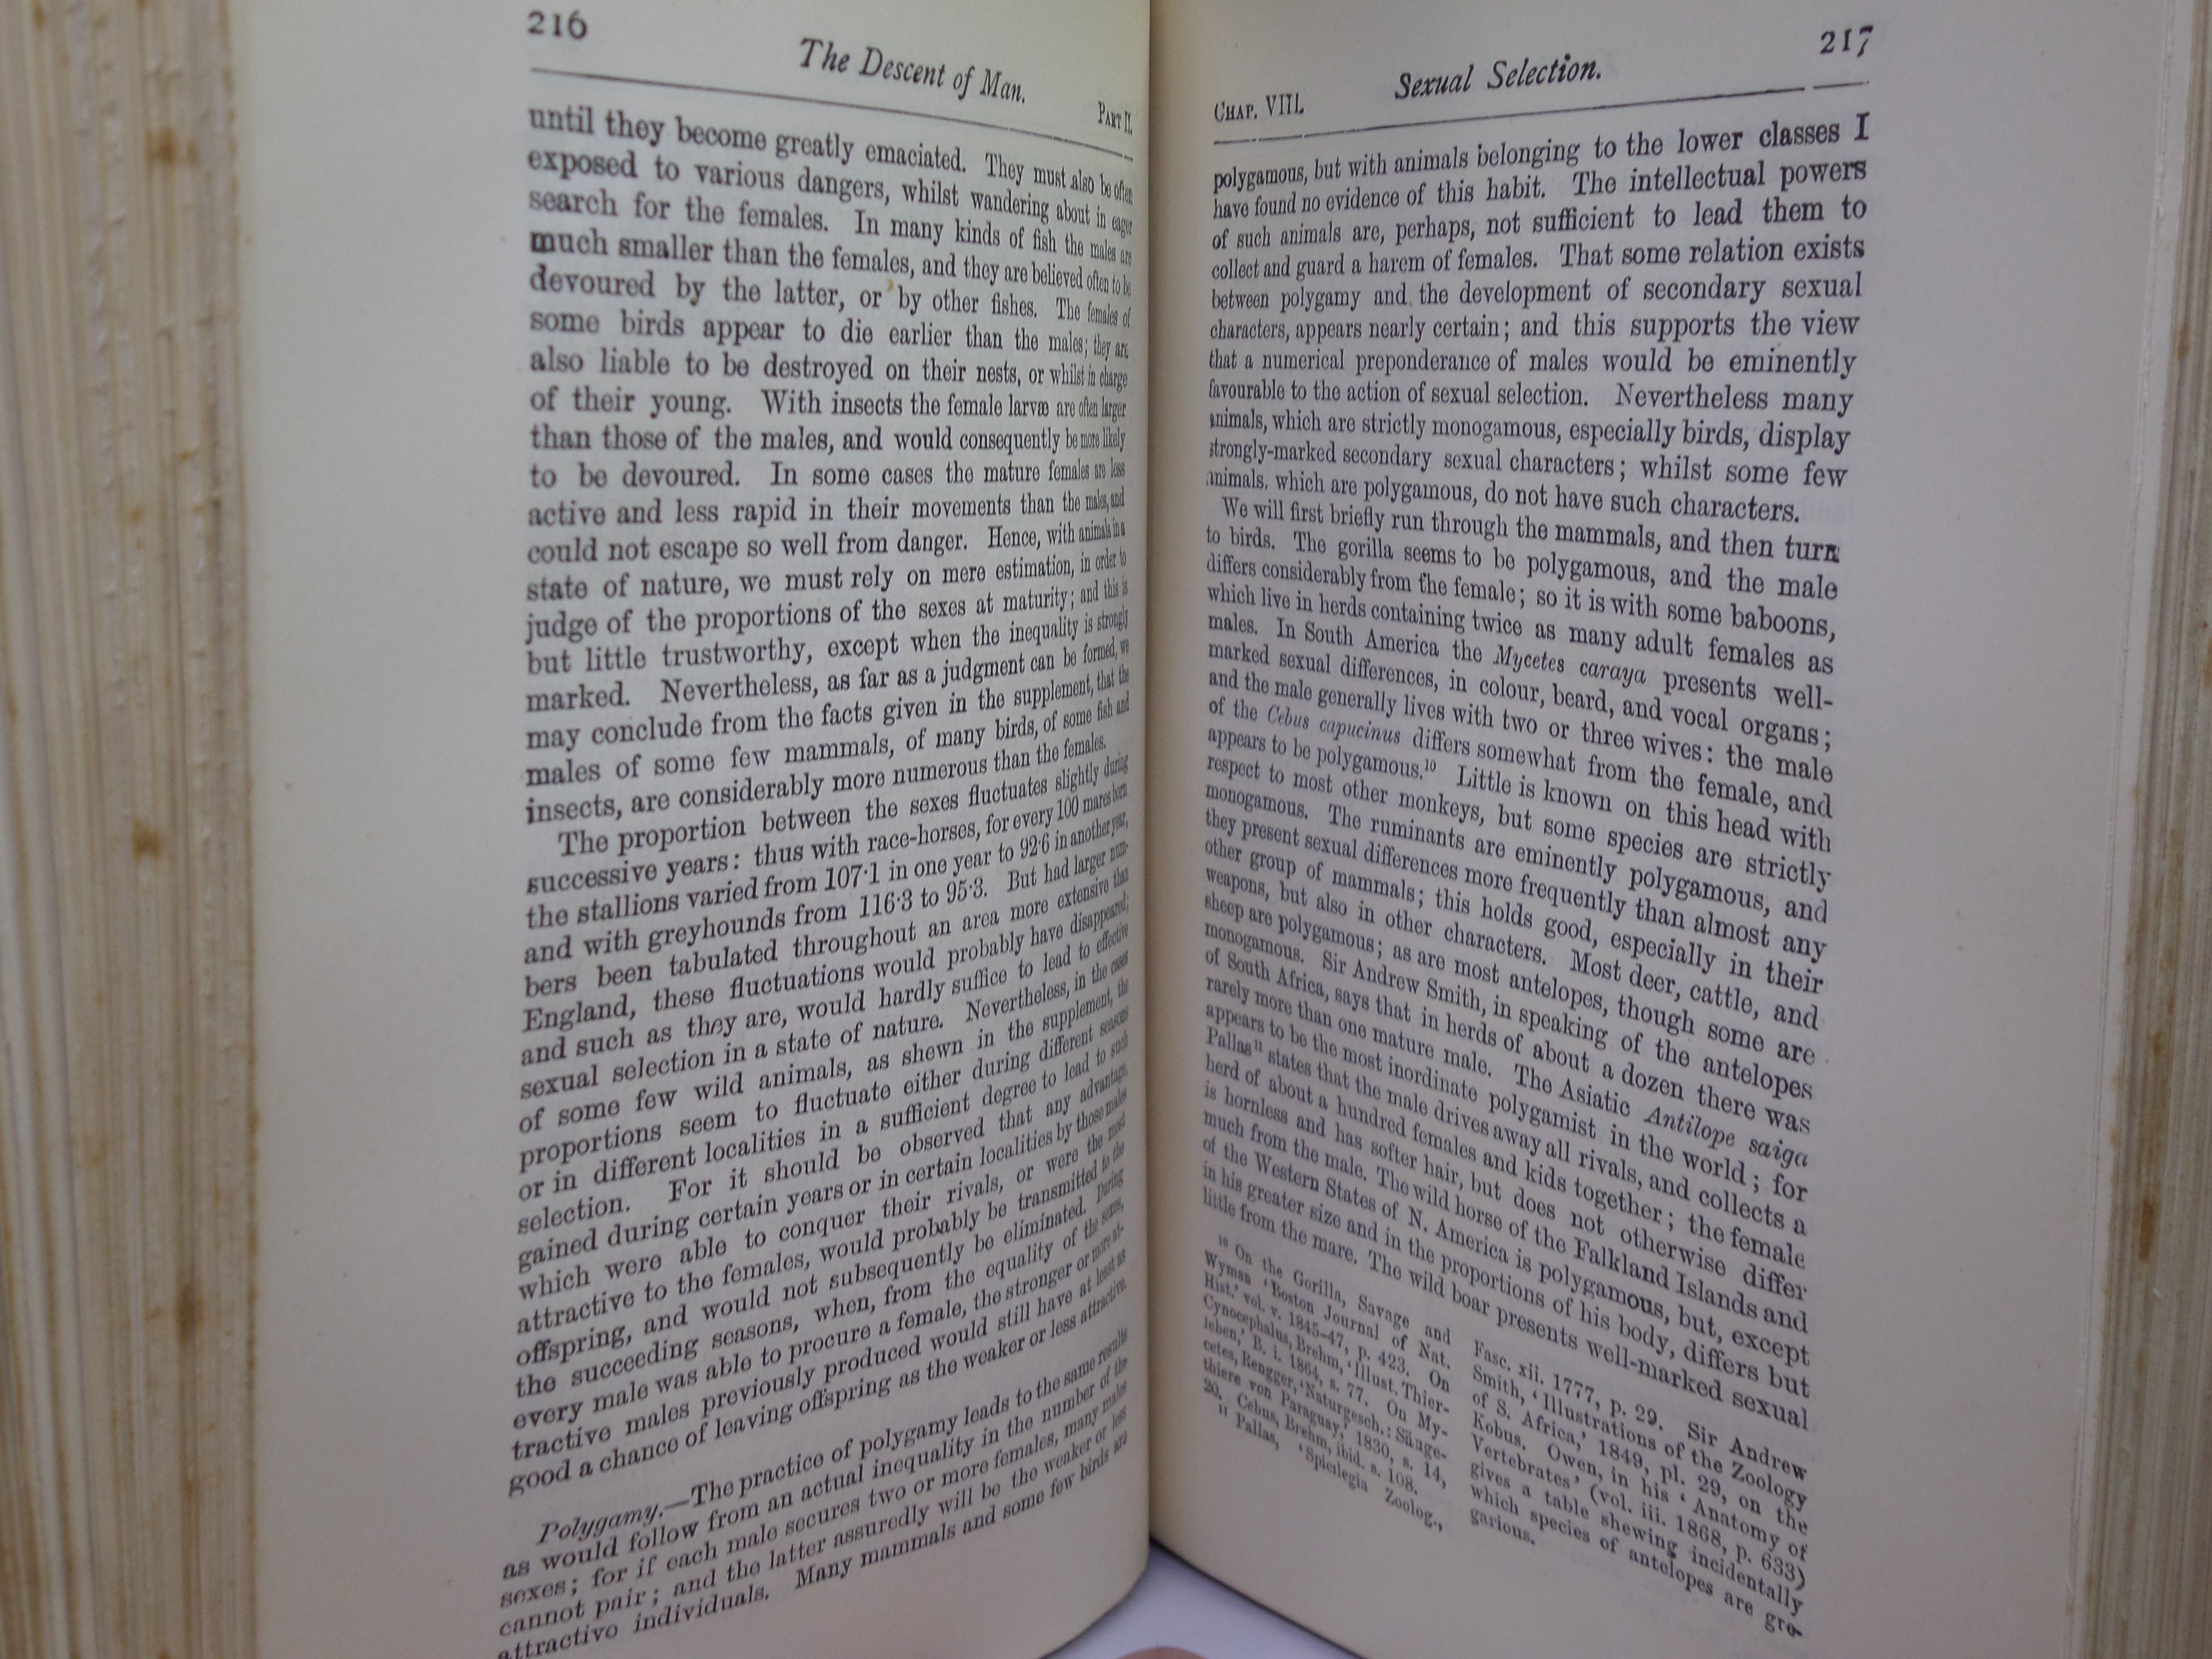 216
The Descent of Man.
PART II.
until they become greatly emaciated. They must also be often
exposed to various dangers, whilst wandering about in eager
search for the females. In many kinds of fish the males are
much smaller than the females, and they are believed often to be
devoured by the latter, or by other fishes. The females of
some birds appear to die earlier than the males; they are
also liable to be destroyed on their nests, or whilst in charge
of their young. With insects the female larvæ are often larger
than those of the males, and would consequently be more likely
to be devoured. In some cases the mature females are less
active and less rapid in their movements than the males, and
could not escape so well from danger. Hence, with animals in a
state of nature, we must rely on mere estimation, in order to
judge of the proportions of the sexes at maturity; and this is
but little trustworthy, except when the inequality is strongly
marked. Nevertheless, as far as a judgment can be formed, we
may conclude from the facts given in the supplement, that the
males of some few mammals, of many birds, of some fish and
insects, are considerably more numerous than the females.
The proportion between the sexes fluctuates slightly during
successive years: thus with race-horses, for every 100 mares born
the stallions varied from 107·1 in one year to 92·6 in another year,
and with greyhounds from 116·3 to 95·3. But had larger num-
bers been tabulated throughout an area more extensive than
England, these fluctuations would probably have disappeared;
and such as they are, would hardly suffice to lead to effective
sexual selection in a state of nature. Nevertheless, in the cases
of some few wild animals, as shewn in the supplement, the
proportions seem to fluctuate either during different seasons
or in different localities in a sufficient degree to lead to such
selection. For it should be observed that any advantage
gained during certain years or in certain localities by those males
which were able to conquer their rivals, or were the most
attractive to the females, would probably be transmitted to the
offspring, and would not subsequently be eliminated. During
the succeeding seasons, when, from the equality of the sexes,
every male was able to procure a female, the stronger or more at-
tractive males previously produced would still have at least as
good a chance of leaving offspring as the weaker or less attractive.
Polygamy.—The practice of polygamy leads to the same results
as would follow from an actual inequality in the number of the
sexes; for if each male secures two or more females, many males
cannot pair; and the latter assuredly will be the weaker or less
attractive individuals. Many mammals and some few birds are
217
CHAP. VIII.
Sexual Selection.
polygamous, but with animals belonging to the lower classes I
have found no evidence of this habit. The intellectual powers
of such animals are, perhaps, not sufficient to lead them to
collect and guard a harem of females. That some relation exists
between polygamy and the development of secondary sexual
characters, appears nearly certain; and this supports the view
that a numerical preponderance of males would be eminently
favourable to the action of sexual selection. Nevertheless many
animals, which are strictly monogamous, especially birds, display
strongly-marked secondary sexual characters; whilst some few
animals, which are polygamous, do not have such characters.
We will first briefly run through the mammals, and then turn
to birds. The gorilla seems to be polygamous, and the male
differs considerably from the female; so it is with some baboons,
which live in herds containing twice as many adult females as
males. In South America the Mycetes caraya presents well-
marked sexual differences, in colour, beard, and vocal organs;
and the male generally lives with two or three wives: the male
of the Cebus capucinus differs somewhat from the female, and
appears to be polygamous.¹⁰ Little is known on this head with
respect to most other monkeys, but some species are strictly
monogamous. The ruminants are eminently polygamous, and
they present sexual differences more frequently than almost any
other group of mammals; this holds good, especially in their
weapons, but also in other characters. Most deer, cattle, and
sheep are polygamous; as are most antelopes, though some are
monogamous. Sir Andrew Smith, in speaking of the antelopes
of South Africa, says that in herds of about a dozen there was
rarely more than one mature male. The Asiatic Antilope saiga
appears to be the most inordinate polygamist in the world; for
Pallas¹¹ states that the male drives away all rivals, and collects a
herd of about a hundred females and kids together; the female
is hornless and has softer hair, but does not otherwise differ
much from the male. The wild horse of the Falkland Islands and
of the Western States of N. America is polygamous, but, except
in his greater size and in the proportions of his body, differs but
little from the mare. The wild boar presents well-marked sexual
¹⁰ On the Gorilla, Savage and
Wyman 'Boston Journal of Nat.
Hist.' vol. v. 1845-47, p. 423. On
Cynocephalus, Brehm, 'Illust. Thier-
leben,' B. i. 1864, s. 77. On My-
cetes, Rengger, 'Naturgesch.: Säuge-
thiere von Paraguay,' 1830, s. 14,
20. Cebus, Brehm, ibid. s. 108.
¹¹ Pallas, 'Spicilegia Zoolog.,
Fasc. xii. 1777, p. 29. Sir Andrew
Smith, 'Illustrations of the Zoology
of S. Africa,' 1849, pl. 29, on the
Kobus. Owen, in his 'Anatomy of
Vertebrates' (vol. iii. 1868, p. 633)
gives a table shewing incidentally
which species of antelopes are gre-
garious.